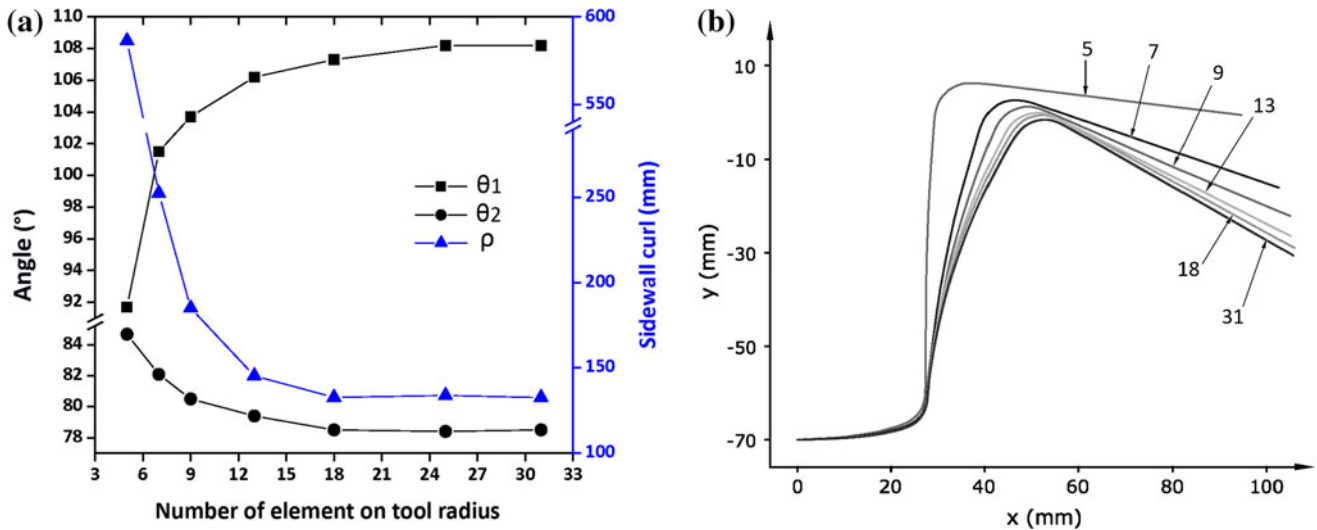 (a)
110
108
106
104
102
100
98
96
94
92
84
82
80
78
Angle (°)
3 6 9 12 15 18 21 24 27 30 33
Number of element on tool radius
θ1
θ2
ρ
600
550
250
200
150
100
Sidewall curl (mm)
(b)
10
-10
-30
-50
-70
y (mm)
0 20 40 60 80 100
x (mm)
5
7
9
13
18
31